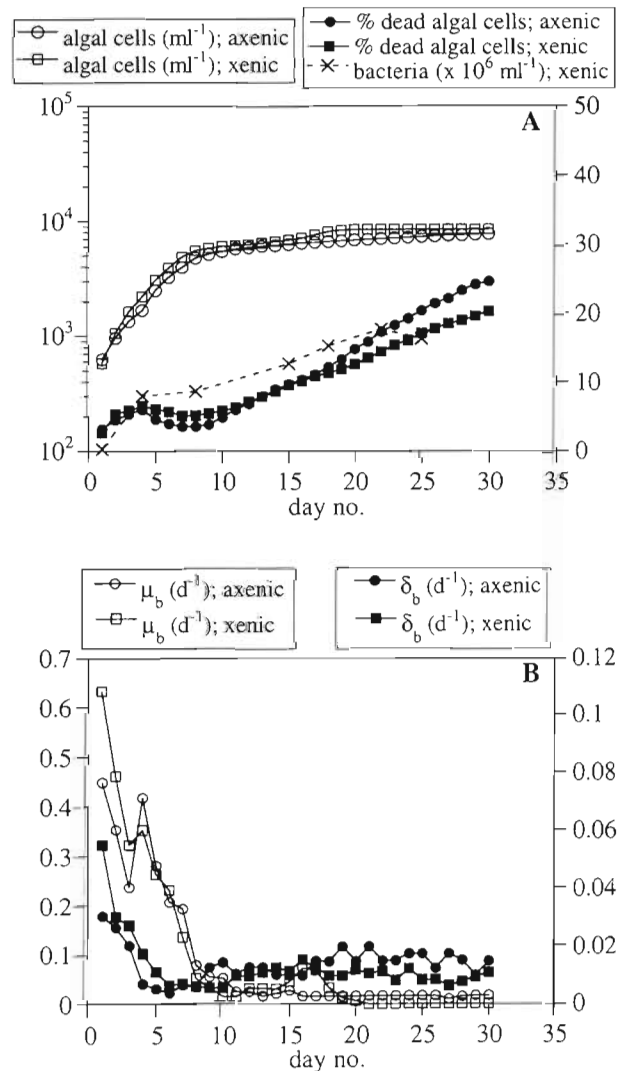 algal cells (ml⁻¹); axenic
algal cells (ml⁻¹); xenic
% dead algal cells; axenic
% dead algal cells; xenic
bacteria (x 10⁶ ml⁻¹); xenic
A
10⁵
10⁴
10³
10²
50
40
30
20
10
0
0 5 10 15 20 25 30 35
day no.
μb (d⁻¹); axenic
μb (d⁻¹); xenic
δb (d⁻¹); axenic
δb (d⁻¹); xenic
B
0.7
0.6
0.5
0.4
0.3
0.2
0.1
0
0.12
0.1
0.08
0.06
0.04
0.02
0
0 5 10 15 20 25 30 35
day no.